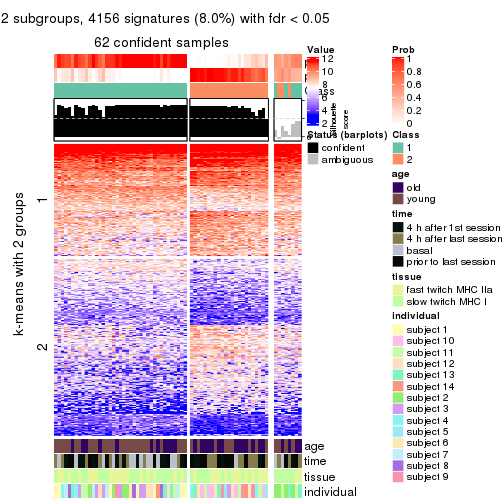 2 subgroups, 4156 signatures (8.0%) with fdr < 0.05
62 confident samples
k-means with 2 groups
1
2
Silhouette
score
age
time
tissue
individual
Value
12
10
8
6
4
2
0
Status (barplots)
confident
ambiguous
Prob
1
0.8
0.6
0.4
0.2
0
Class
1
2
age
old
young
time
4 h after 1st session
4 h after last session
basal
prior to last session
tissue
fast twitch MHC IIa
slow twitch MHC I
individual
subject 1
subject 10
subject 11
subject 12
subject 13
subject 14
subject 2
subject 3
subject 4
subject 5
subject 6
subject 7
subject 8
subject 9